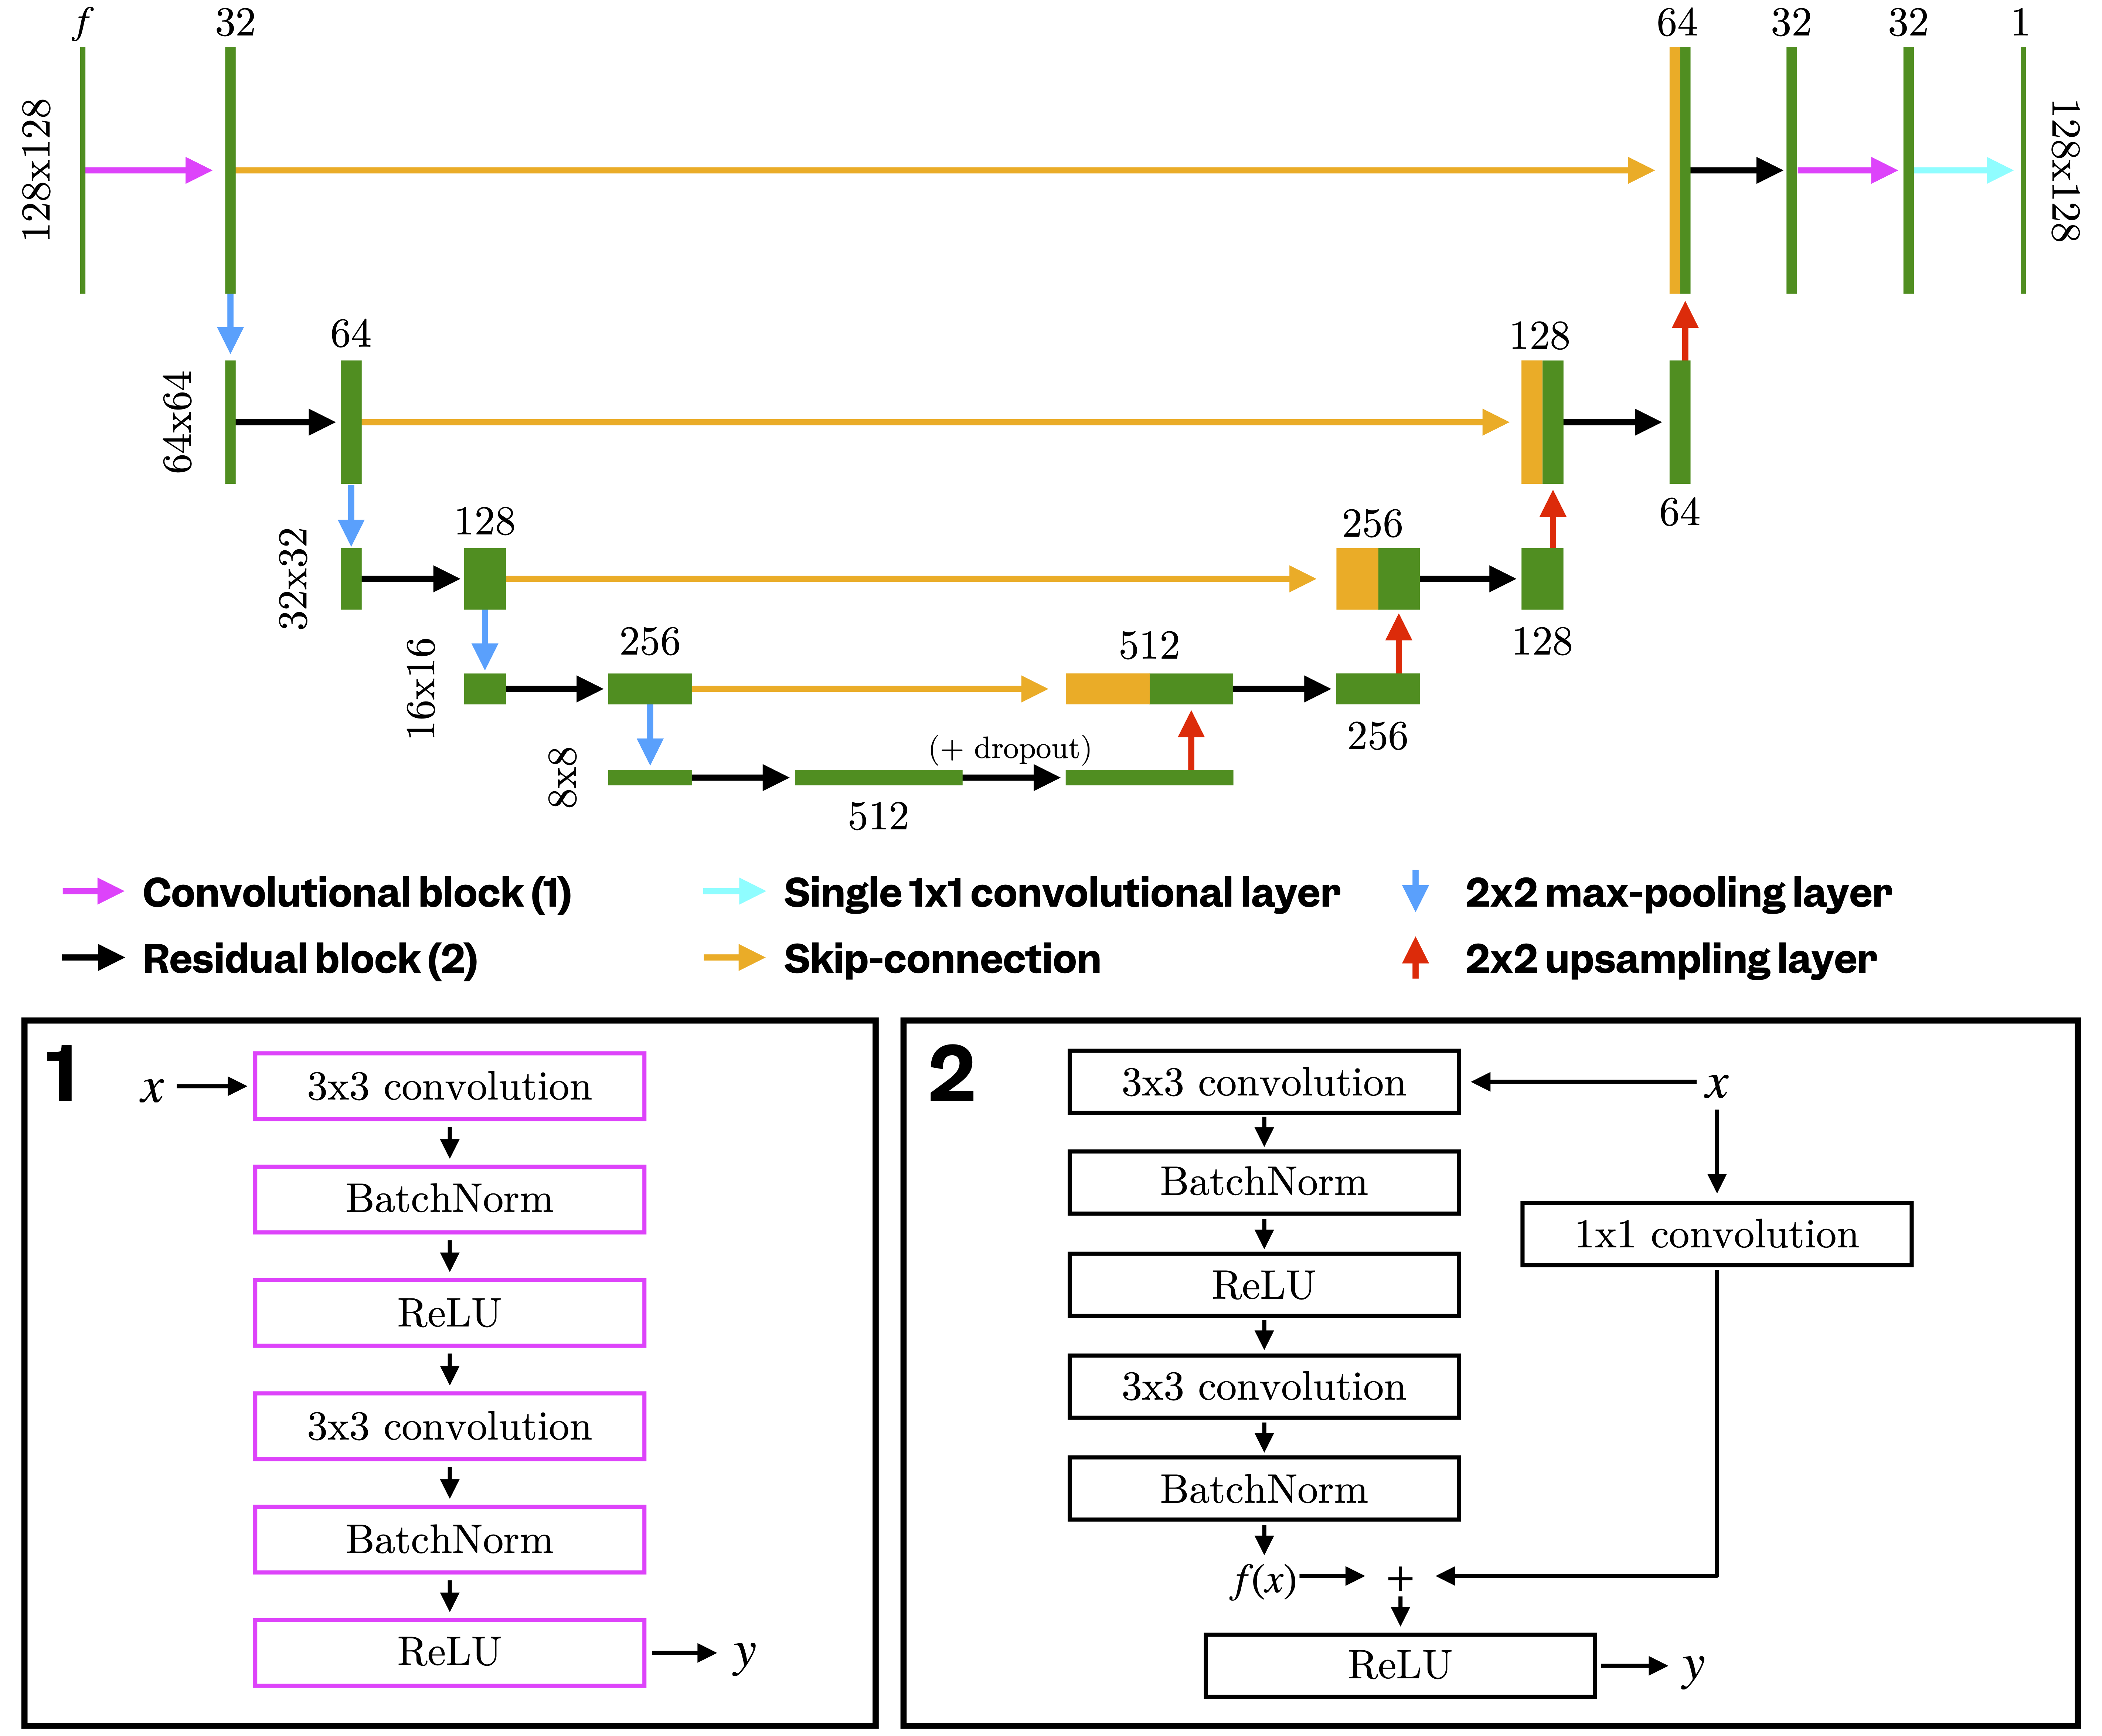 f
32
64
32
32
1
128x128
128x128
64
128
64x64
64
128
256
32x32
128
256
512
16x16
256
(+ dropout)
8x8
512
Convolutional block (1)
Single 1x1 convolutional layer
2x2 max-pooling layer
Residual block (2)
Skip-connection
2x2 upsampling layer
1
x
3x3 convolution
BatchNorm
ReLU
3x3 convolution
BatchNorm
ReLU
y
2
3x3 convolution
x
BatchNorm
1x1 convolution
ReLU
3x3 convolution
BatchNorm
f(x)
+
ReLU
y